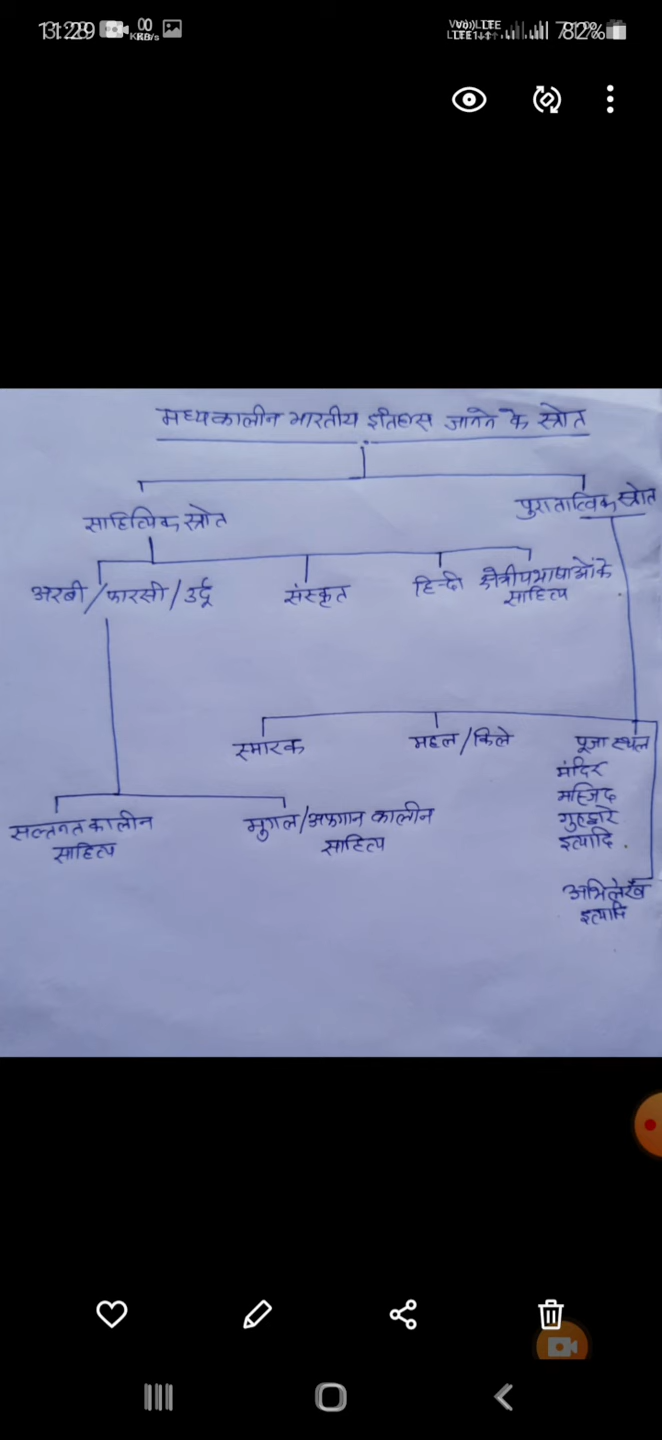 मध्यकालीन भारतीय इतिहास जानने के स्त्रोत
साहित्यिक स्त्रोत
पुरातात्विक स्त्रोत
अरबी/फारसी/उर्दू
संस्कृत
हिन्दी
क्षेत्रीय भाषाओं के
साहित्य
स्मारक
महल/किले
पूजा स्थल
मंदिर
मस्जिद
गुरुद्वारे
इत्यादि.
सल्तनत कालीन
साहित्य
मुगल/अफगान कालीन
साहित्य
अभिलेख
इत्यादि